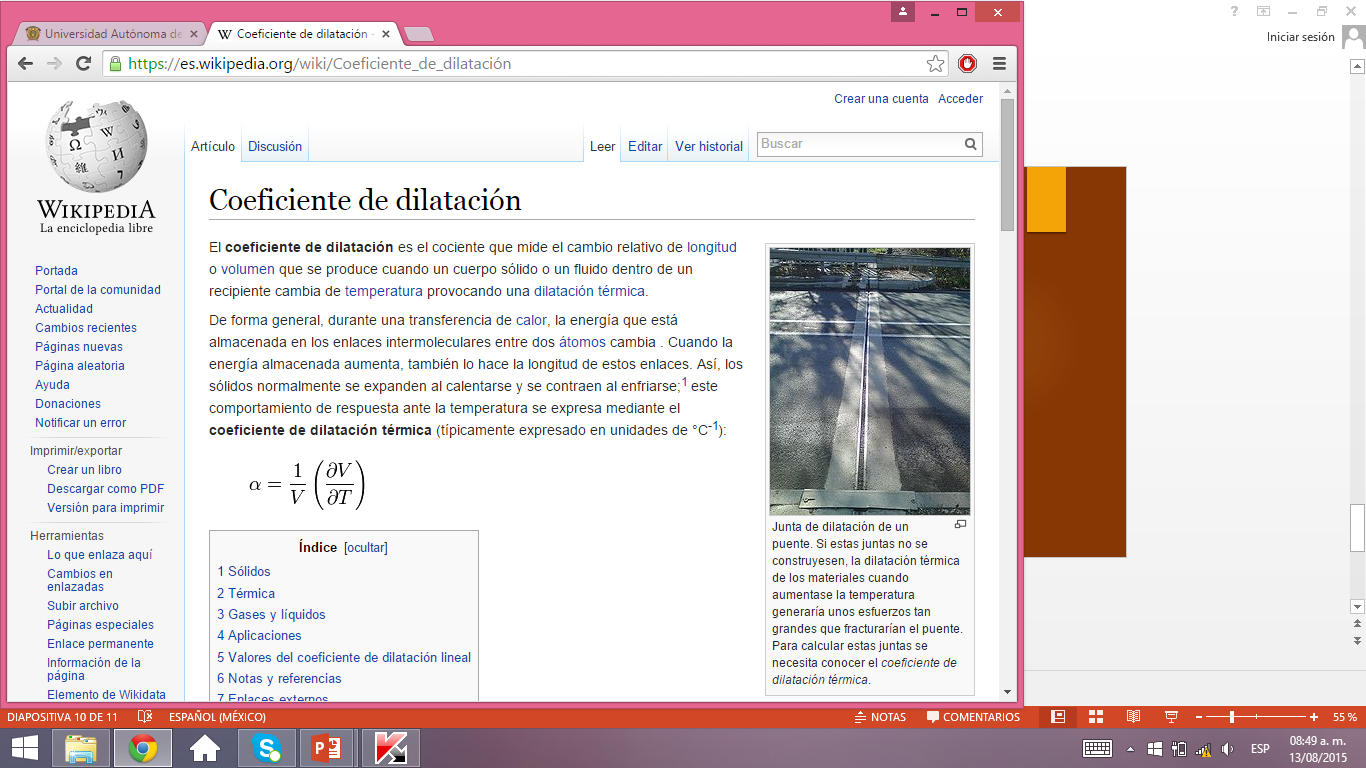 Universidad Autónoma de
Coeficiente de dilatación -
https://es.wikipedia.org/wiki/Coeficiente_de_dilatación
? 
Iniciar sesión
Crear una cuenta Acceder
Artículo Discusión Leer Editar Ver historial Buscar
WIKIPEDIA
La enciclopedia libre
Portada
Portal de la comunidad
Actualidad
Cambios recientes
Páginas nuevas
Página aleatoria
Ayuda
Donaciones
Notificar un error
Imprimir/exportar
Crear un libro
Descargar como PDF
Versión para imprimir
Herramientas
Lo que enlaza aquí
Cambios en
enlazadas
Subir archivo
Páginas especiales
Enlace permanente
Información de la
página
Elemento de Wikidata
Coeficiente de dilatación
El coeficiente de dilatación es el cociente que mide el cambio relativo de longitud
o volumen que se produce cuando un cuerpo sólido o un fluido dentro de un
recipiente cambia de temperatura provocando una dilatación térmica.
De forma general, durante una transferencia de calor, la energía que está
almacenada en los enlaces intermoleculares entre dos átomos cambia . Cuando la
energía almacenada aumenta, también lo hace la longitud de estos enlaces. Así, los
sólidos normalmente se expanden al calentarse y se contraen al enfriarse;1 este
comportamiento de respuesta ante la temperatura se expresa mediante el
coeficiente de dilatación térmica (típicamente expresado en unidades de °C-1):
α = 1/V (∂V/∂T)
Índice [ocultar]
1 Sólidos
2 Térmica
3 Gases y líquidos
4 Aplicaciones
5 Valores del coeficiente de dilatación lineal
6 Notas y referencias
7 Enlaces externos
Junta de dilatación de un
puente. Si estas juntas no se
construyesen, la dilatación térmica
de los materiales cuando
aumentase la temperatura
generaría unos esfuerzos tan
grandes que fracturarían el puente.
Para calcular estas juntas se
necesita conocer el coeficiente de
dilatación térmica.
DIAPOSITIVA 10 DE 11 ESPAÑOL (MÉXICO) NOTAS COMENTARIOS 55 %
ESP
08:49 a. m.
13/08/2015